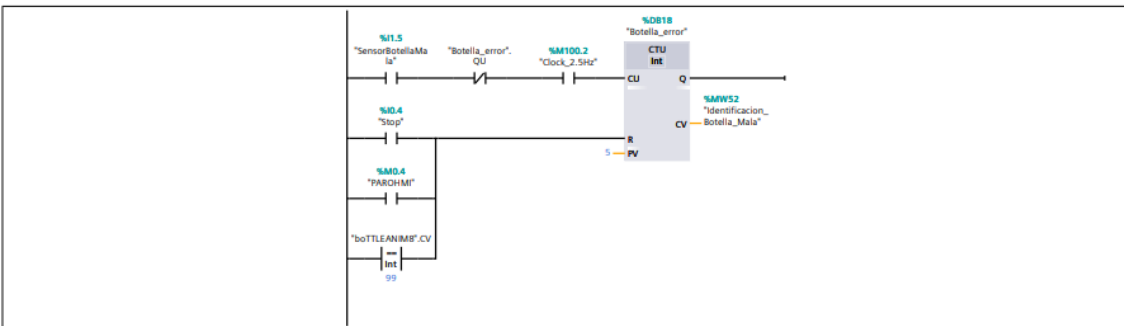 %DB18
"Botella_error"
%I1.5
"SensorBotellaMa
la"
"Botella_error".
QU
%M100.2
"Clock_2.5Hz"
CTU
Int
CU
Q
%MW52
"Identificacion_
Botella_Mala"
CV
%I0.4
"Stop"
R
5
PV
%M0.4
"PAROHMI"
"boTTLEANIM8".CV
==
Int
99